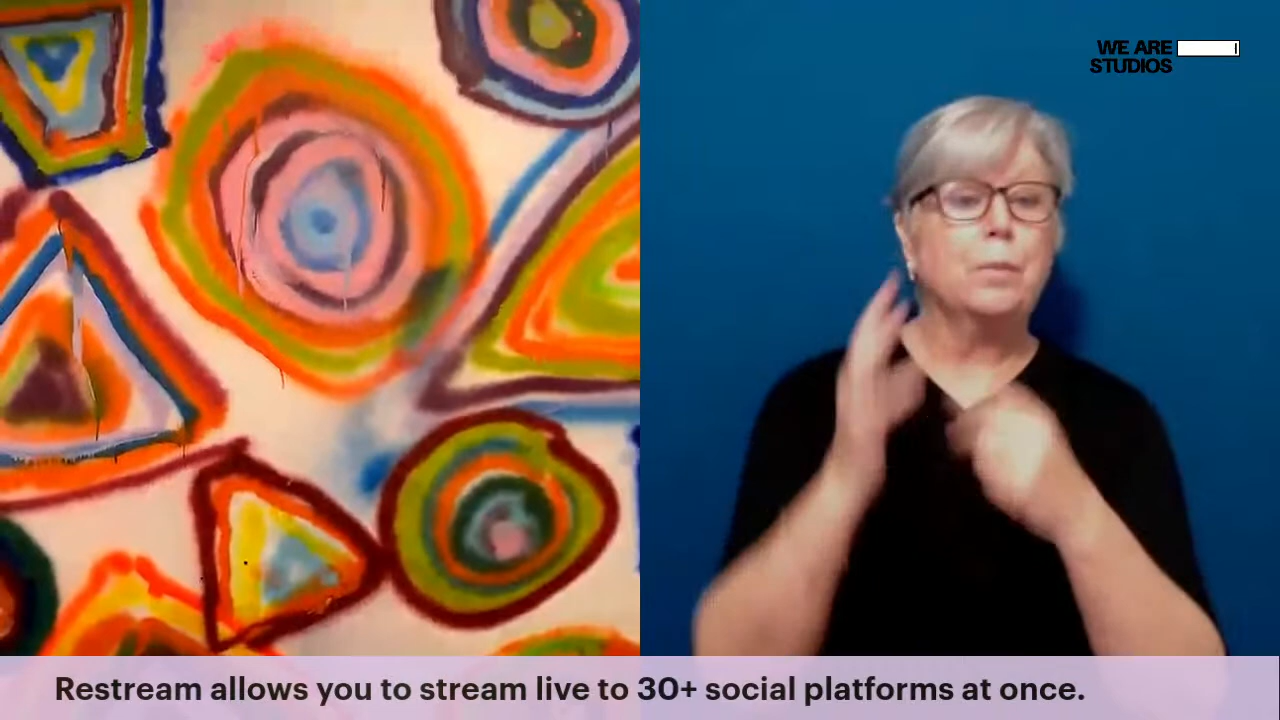 WE ARE
STUDIOS
Restream allows you to stream live to 30+ social platforms at once.